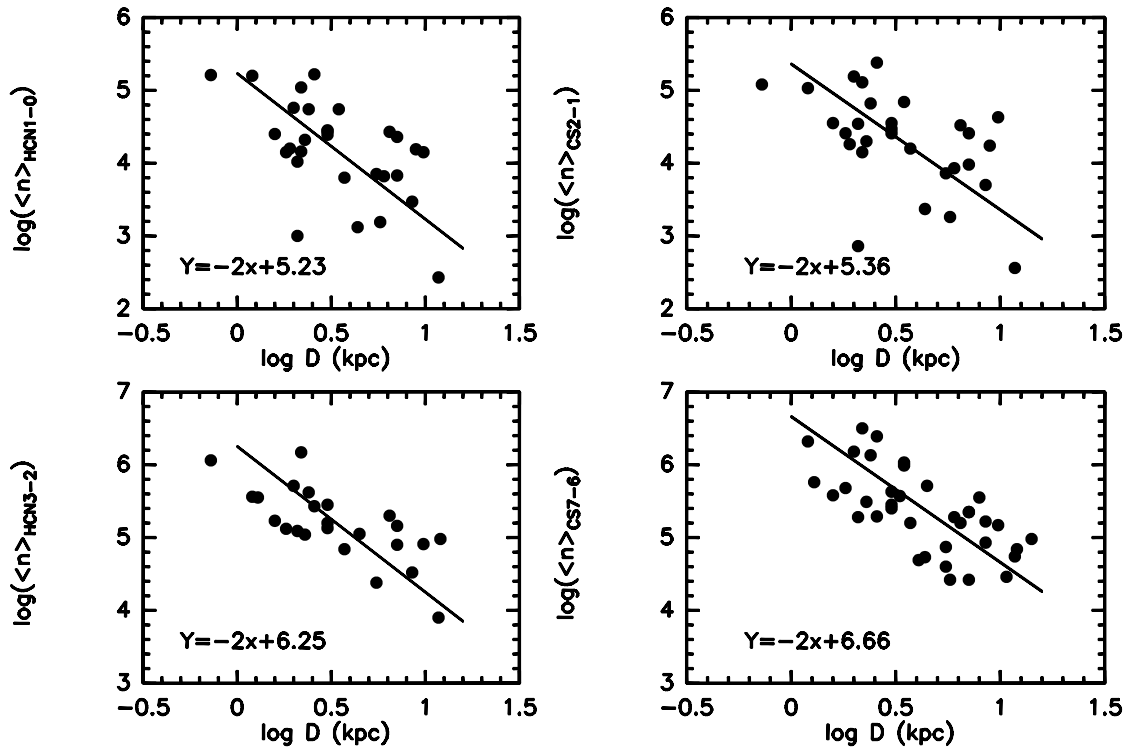 6
5
4
3
2
log(<n>HCN1−0)
Y=−2x+5.23
−0.5 0 0.5 1 1.5
log D (kpc)
6
5
4
3
2
log(<n>CS2−1)
Y=−2x+5.36
−0.5 0 0.5 1 1.5
log D (kpc)
7
6
5
4
3
log(<n>HCN3−2)
Y=−2x+6.25
−0.5 0 0.5 1 1.5
log D (kpc)
7
6
5
4
3
log(<n>CS7−6)
Y=−2x+6.66
−0.5 0 0.5 1 1.5
log D (kpc)